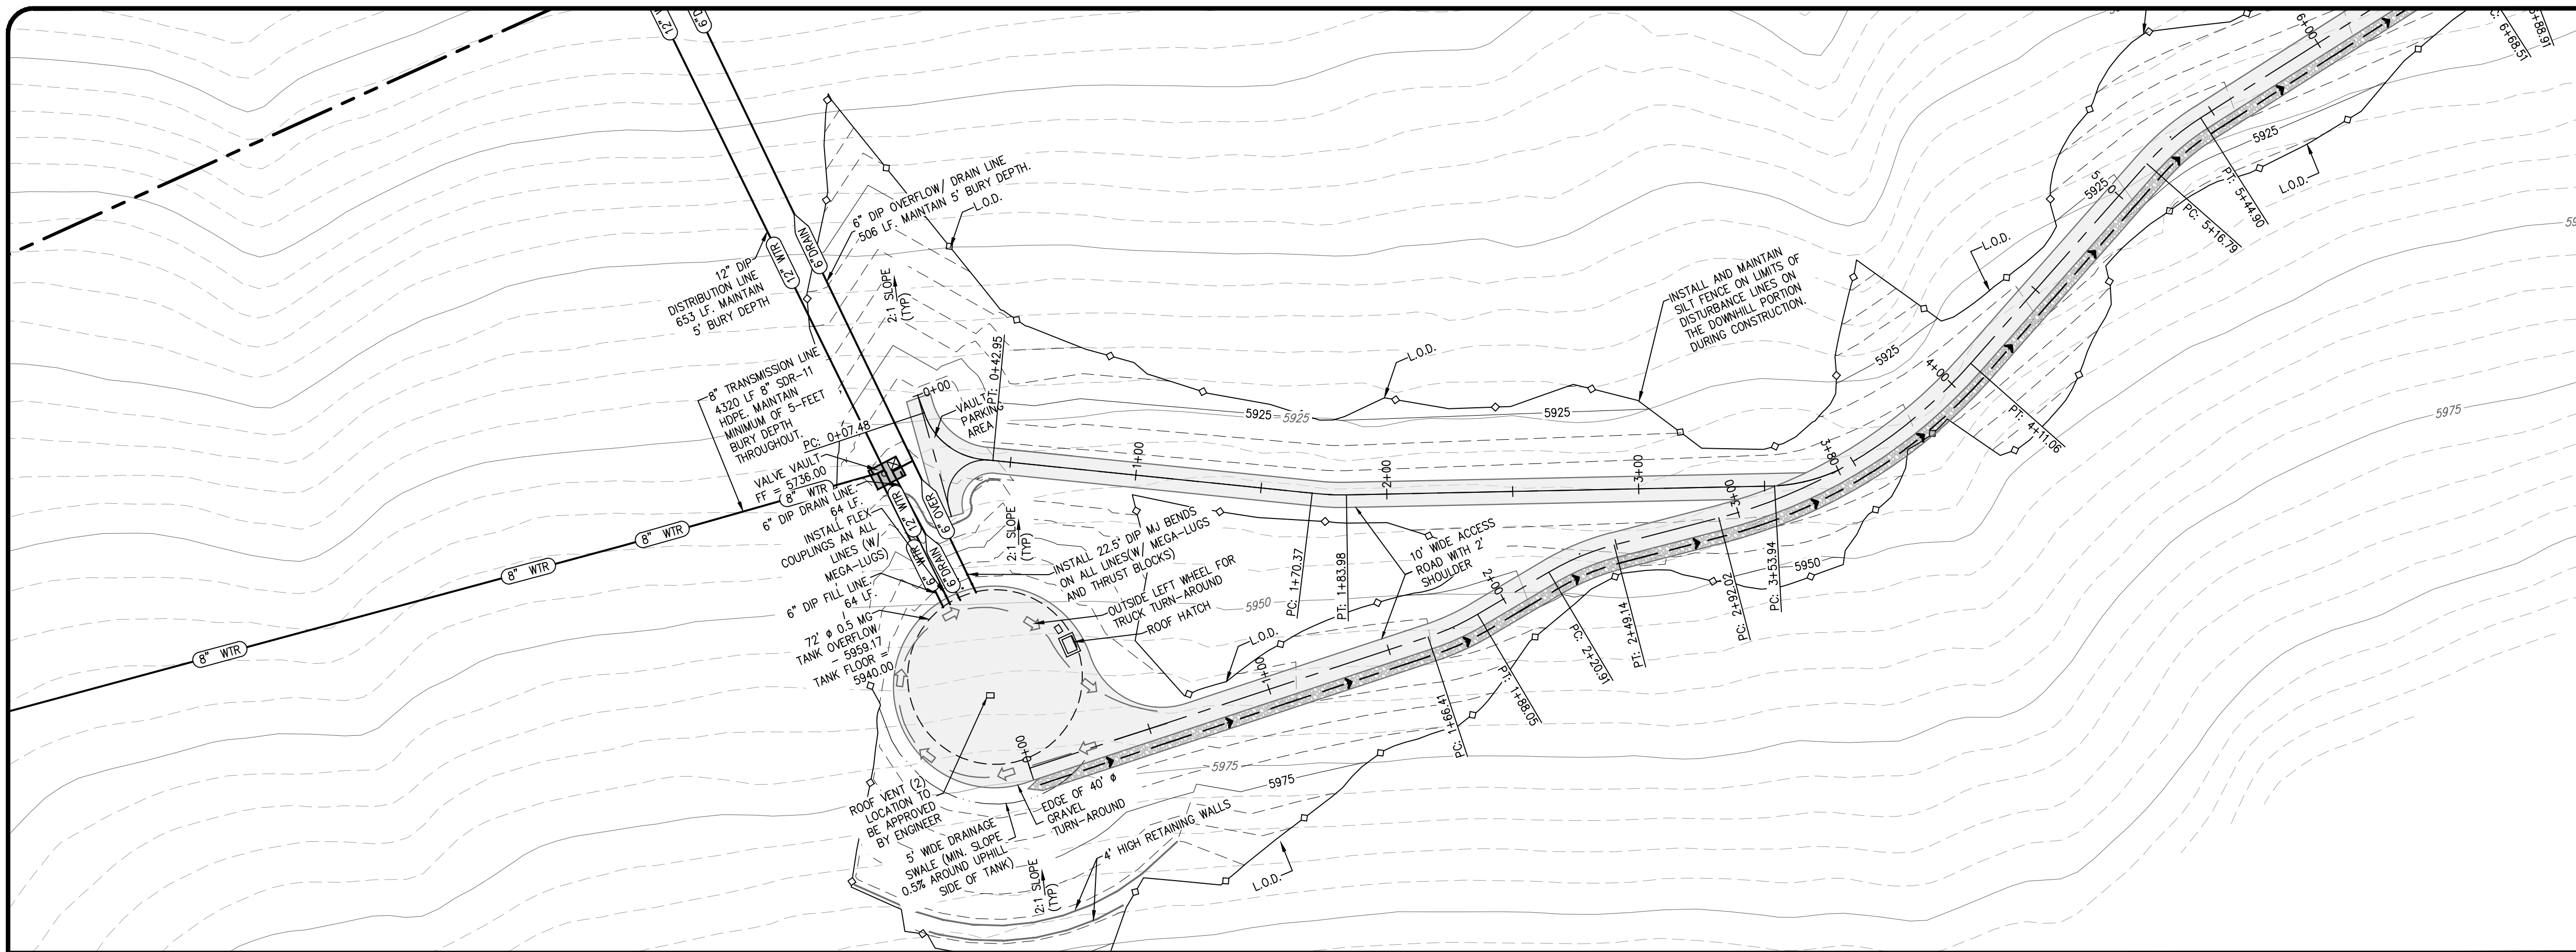 12" W
6"D
6" DIP OVERFLOW/ DRAIN LINE
506 LF. MAINTAIN 5' BURY DEPTH.
L.O.D.
12" WTR
6"DRAIN
12" DIP
DISTRIBUTION LINE
653 LF. MAINTAIN
5' BURY DEPTH
2:1 SLOPE
(TYP)
8" TRANSMISSION LINE
4320 LF 8" SDR-11
HDPE. MAINTAIN
MINIMUM OF 5-FEET
BURY DEPTH
THROUGHOUT.
0+00
PC: 0+07.48
PT: 0+42.95
VAULT
PARKING
AREA
VALVE VAULT
FF = 5736.00
8" WTR
6" DIP DRAIN LINE.
64 LF.
INSTALL FLEX
COUPLINGS AN ALL
LINES (W/
MEGA-LUGS)
6" DIP FILL LINE.
64 LF.
72' ø 0.5 MG
TANK OVERFLOW
- 5959.17
TANK FLOOR =
5940.00
12" WTR
6" OVER
6" WTR
6"DRAIN
8" WTR
8" WTR
8" WTR
2:1 SLOPE
(TYP)
INSTALL 22.5° DIP MJ BENDS
ON ALL LINES(W/ MEGA-LUGS
AND THRUST BLOCKS)
OUTSIDE LEFT WHEEL FOR
TRUCK TURN-AROUND
ROOF HATCH
1+00
2+00
3+00
3+80
5925
5925
5925
L.O.D.
INSTALL AND MAINTAIN
SILT FENCE ON LIMITS OF
DISTURBANCE LINES ON
THE DOWNHILL PORTION
DURING CONSTRUCTION.
PC: 1+70.37
PT: 1+83.98
10' WIDE ACCESS
ROAD WITH 2'
SHOULDER
5950
L.O.D.
0+00
1+00
2+00
3+00
4+00
6+00
PC: 1+66.41
PT: 1+88.05
PC: 2+20.91
PT: 2+49.14
PC: 2+92.02
PC: 3+53.94
PT: 4+11.06
PC: 5+16.79
PT: 5+44.90
5950
5925
5925
5925
L.O.D.
L.O.D.
C: 6+68.51
6+88.91
5975
5975
5975
ROOF VENT (2)
LOCATION TO
BE APPROVED
BY ENGINEER
5' WIDE DRAINAGE
SWALE (MIN. SLOPE
0.5% AROUND UPHILL
SIDE OF TANK)
EDGE OF 40' ø
GRAVEL
TURN-AROUND
4' HIGH RETAINING WALLS
2:1 SLOPE
(TYP)
L.O.D.